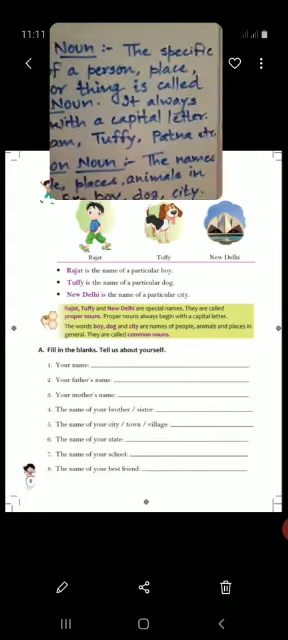 11:11
Noun :- The specific
of a person, place,
or thing is called
Noun. It always
with a capital letter.
am, Tuffy, Patna etc.
on Noun :- The names
le, places, animals in
boy, dog, city.
Rajat Tuffy New Delhi
• Rajat is the name of a particular boy.
• Tuffy is the name of a particular dog.
• New Delhi is the name of a particular city.
Rajat, Tuffy and New Delhi are special names. They are called
proper nouns. Proper nouns always begin with a capital letter.
The words boy, dog and city are names of people, animals and places in
general. They are called common nouns.
A. Fill in the blanks. Tell us about yourself.
1. Your name:
2. Your father's name:
3. Your mother's name:
4. The name of your brother / sister:
5. The name of your city / town / village:
6. The name of your state:
7. The name of your school:
8. The name of your best friend:
8